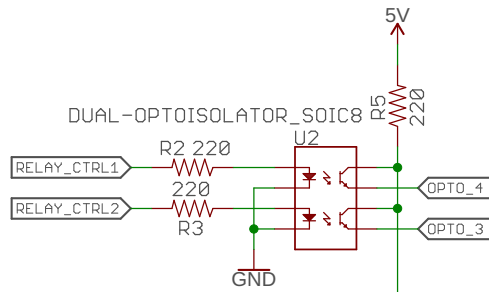 5V
R5
220
DUAL-OPTOISOLATOR_SOIC8
U2
R2 220
RELAY_CTRL1
220
OPTO_4
RELAY_CTRL2
R3
OPTO_3
GND